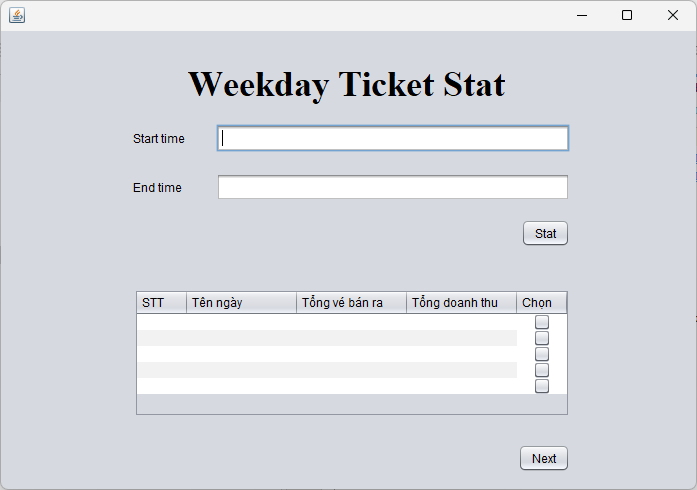 Weekday Ticket Stat
Start time
End time
Stat
STT Tên ngày Tổng vé bán ra Tổng doanh thu Chọn
Next